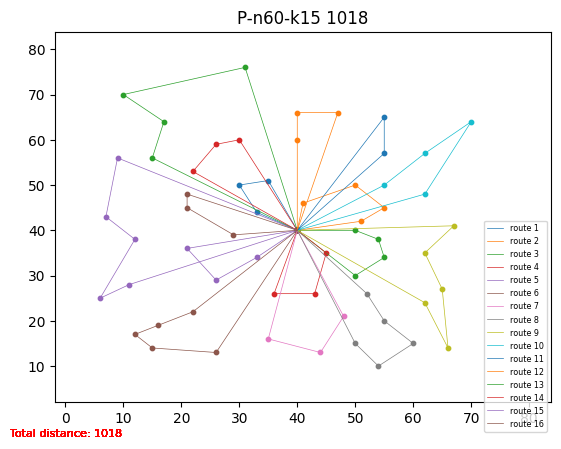 P-n60-k15 1018
80
70
60
50
40
30
20
10
0 10 20 30 40 50 60 70
route 1
route 2
route 3
route 4
route 5
route 6
route 7
route 8
route 9
route 10
route 11
route 12
route 13
route 14
route 15
route 16
Total distance: